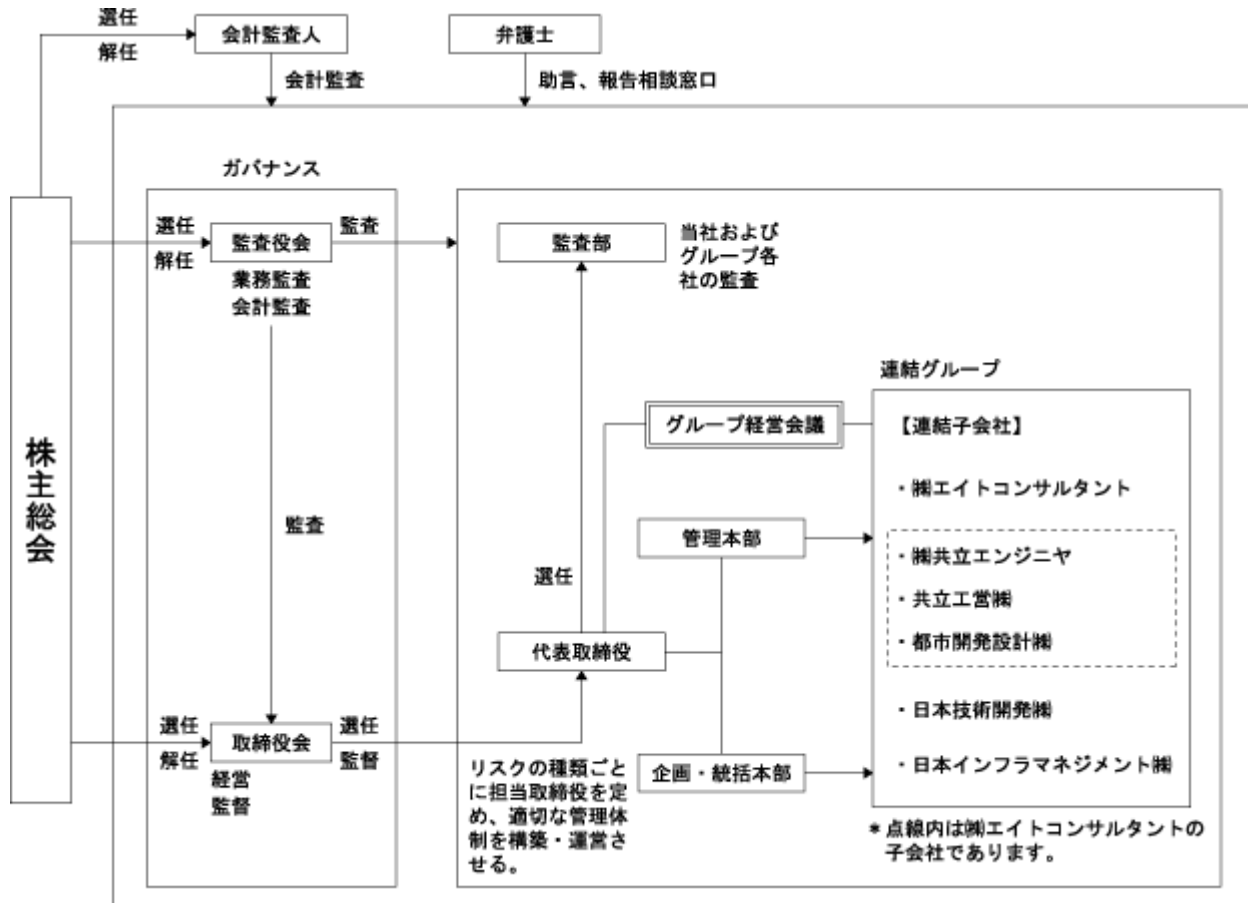 選任
解任
会計監査人
弁護士
会計監査
助言、報告相談窓口
ガバナンス
株主総会
選任
解任
監査役会
監査
業務監査
会計監査
監査部
当社および
グループ各
社の監査
連結グループ
グループ経営会議
【連結子会社】
・㈱エイトコンサルタント
監査
管理本部
・㈱共立エンジニヤ
選任
・共立工営㈱
代表取締役
・都市開発設計㈱
選任
解任
取締役会
選任
監督
経営
監督
・日本技術開発㈱
企画・統括本部
・日本インフラマネジメント㈱
リスクの種類ごと
に担当取締役を定
め、適切な管理体
制を構築・運営さ
せる。
＊点線内は㈱エイトコンサルタントの
子会社であります。